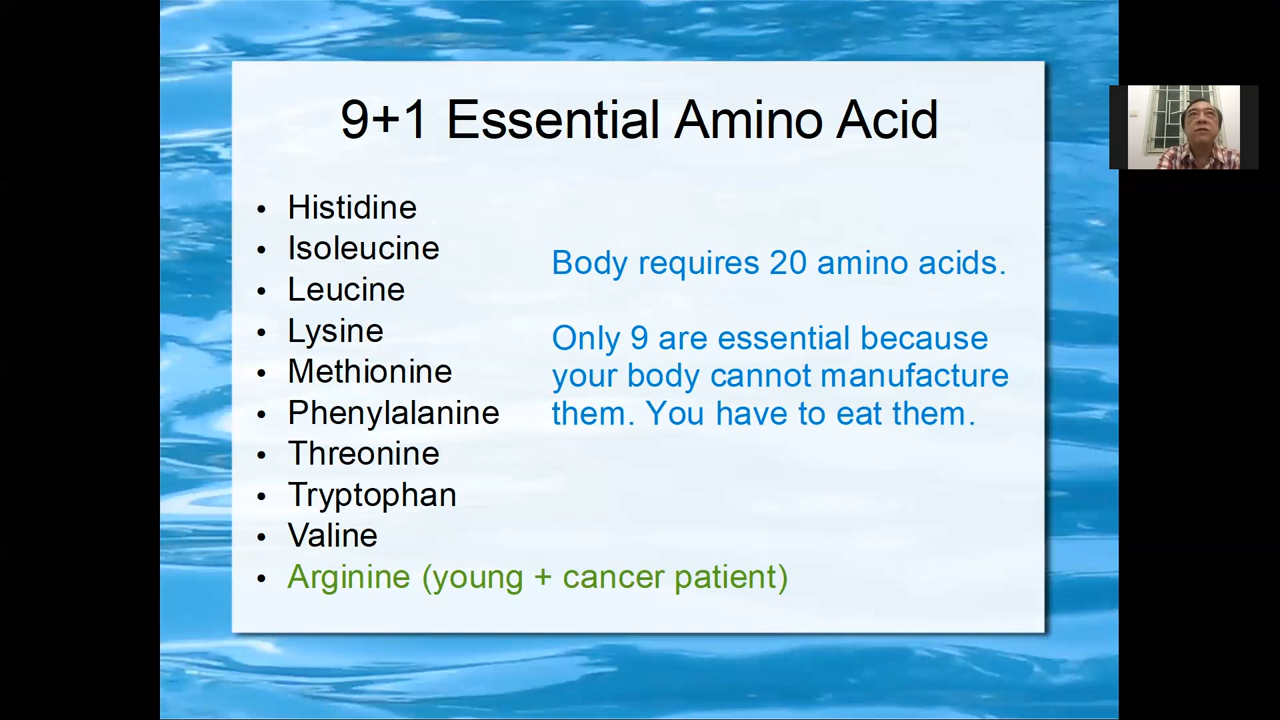 9+1 Essential Amino Acid
• Histidine
• Isoleucine
• Leucine
• Lysine
• Methionine
• Phenylalanine
• Threonine
• Tryptophan
• Valine
• Arginine (young + cancer patient)
Body requires 20 amino acids.
Only 9 are essential because
your body cannot manufacture
them. You have to eat them.